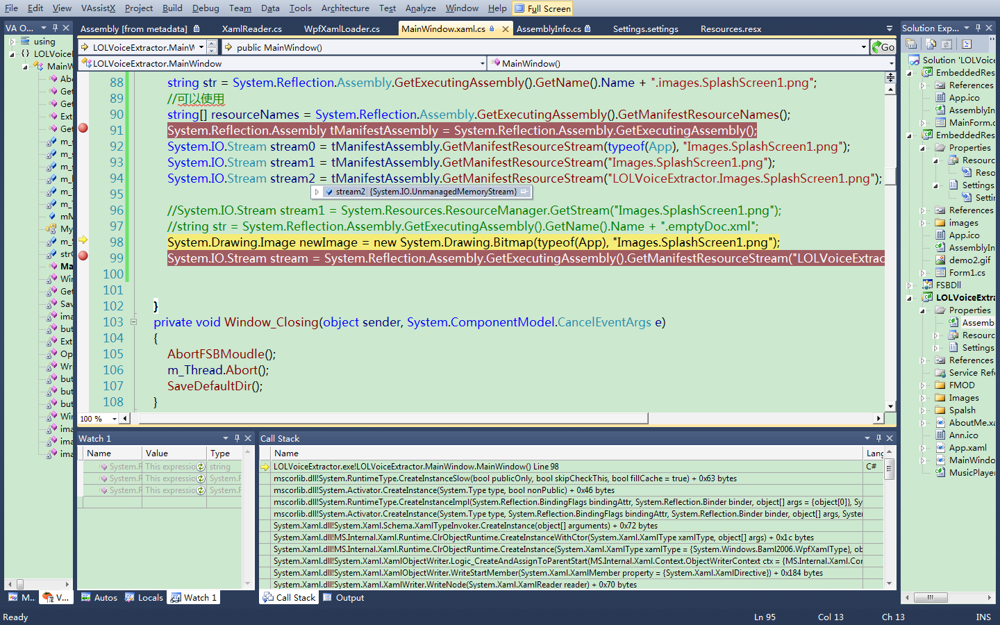 File Edit View VAssistX Project Build Debug Team Data Tools Architecture Test Analyze Window Help Full Screen
VA O...
using
{} LOLVoiceE
MainW
Abo
Get
Get
Ext
Get
m_s
m_s
m_s
m_l
m_T
m_T
mM
My
m_S
strC
Ma
Wir
Get
Sav
ima
but
Ext
Op
Wri
but
but
but
Wir
ima
ima
ima
M... V...
Assembly [from metadata] XamlReader.cs WpfXamlLoader.cs MainWindow.xaml.cs AssemblyInfo.cs Settings.settings Resources.resx
LOLVoiceExtractor.MainW public MainWindow() Go
LOLVoiceExtractor.MainWindow MainWindow()
88 string str = System.Reflection.Assembly.GetExecutingAssembly().GetName().Name + ".images.SplashScreen1.png";
89 //可以使用
90 string[] resourceNames = System.Reflection.Assembly.GetExecutingAssembly().GetManifestResourceNames();
91 System.Reflection.Assembly tManifestAssembly = System.Reflection.Assembly.GetExecutingAssembly();
92 System.IO.Stream stream0 = tManifestAssembly.GetManifestResourceStream(typeof(App), "Images.SplashScreen1.png");
93 System.IO.Stream stream1 = tManifestAssembly.GetManifestResourceStream("Images.SplashScreen1.png");
94 System.IO.Stream stream2 = tManifestAssembly.GetManifestResourceStream("LOLVoiceExtractor.Images.SplashScreen1.png");
stream2 {System.IO.UnmanagedMemoryStream}
95
96 //System.IO.Stream stream1 = System.Resources.ResourceManager.GetStream("Images.SplashScreen1.png");
97 //string str = System.Reflection.Assembly.GetExecutingAssembly().GetName().Name + ".emptyDoc.xml";
98 System.Drawing.Image newImage = new System.Drawing.Bitmap(typeof(App), "Images.SplashScreen1.png");
99 System.IO.Stream stream = System.Reflection.Assembly.GetExecutingAssembly().GetManifestResourceStream("LOLVoiceExtrac
100
101
102 }
103 private void Window_Closing(object sender, System.ComponentModel.CancelEventArgs e)
104 {
105 AbortFSBMoudle();
106 m_Thread.Abort();
107 SaveDefaultDir();
108 }
100 %
Watch 1
Name Value Type
System.R This expressio string
System.R This expressio System.F
System.R This expressio System.F
Autos Locals Watch 1
Call Stack
Name Lang
LOLVoiceExtractor.exe!LOLVoiceExtractor.MainWindow.MainWindow() Line 98 C#
mscorlib.dll!System.RuntimeType.CreateInstanceSlow(bool publicOnly, bool skipCheckThis, bool fillCache = true) + 0x63 bytes
mscorlib.dll!System.Activator.CreateInstance(System.Type type, bool nonPublic) + 0x46 bytes
mscorlib.dll!System.RuntimeType.CreateInstanceImpl(System.Reflection.BindingFlags bindingAttr, System.Reflection.Binder binder, object[] args = {object[0]}, Sy
mscorlib.dll!System.Activator.CreateInstance(System.Type type, System.Reflection.BindingFlags bindingAttr, System.Reflection.Binder binder, object[] args, System
System.Xaml.dll!System.Xaml.Schema.XamlTypeInvoker.CreateInstance(object[] arguments) + 0x72 bytes
System.Xaml.dll!MS.Internal.Xaml.Runtime.ClrObjectRuntime.CreateInstanceWithCtor(System.Xaml.XamlType xamlType, object[] args) + 0x1c bytes
System.Xaml.dll!MS.Internal.Xaml.Runtime.ClrObjectRuntime.CreateInstance(System.Xaml.XamlType xamlType = {System.Windows.Baml2006.WpfXamlType}, ob
System.Xaml.dll!System.Xaml.XamlObjectWriter.Logic_CreateAndAssignToParentStart(MS.Internal.Xaml.Context.ObjectWriterContext ctx = {MS.Internal.Xaml.Cor
System.Xaml.dll!System.Xaml.XamlObjectWriter.WriteStartMember(System.Xaml.XamlMember property = {System.Xaml.XamlDirective}) + 0x184 bytes
System.Xaml.dll!System.Xaml.XamlWriter.WriteNode(System.Xaml.XamlReader reader) + 0x70 bytes
Call Stack Output
Solution Exp...
Solution 'LOLVoice
EmbeddedRes
References
App.ico
AssemblyIn
MainForm.c
EmbeddedRes
Properties
Resourc
Reso
Settings
Settin
References
images
App.ico
AssemblyIn
demo2.gif
Form1.cs
FSBDll
LOLVoiceExtr
Properties
Assemb
Resourc
Settings
References
Service Ref
FMOD
Images
Spalsh
AboutMe.xa
Ann.ico
App.xaml
MainWindo
MusicPlayer
Ready Ln 95 Col 13 Ch 13 INS